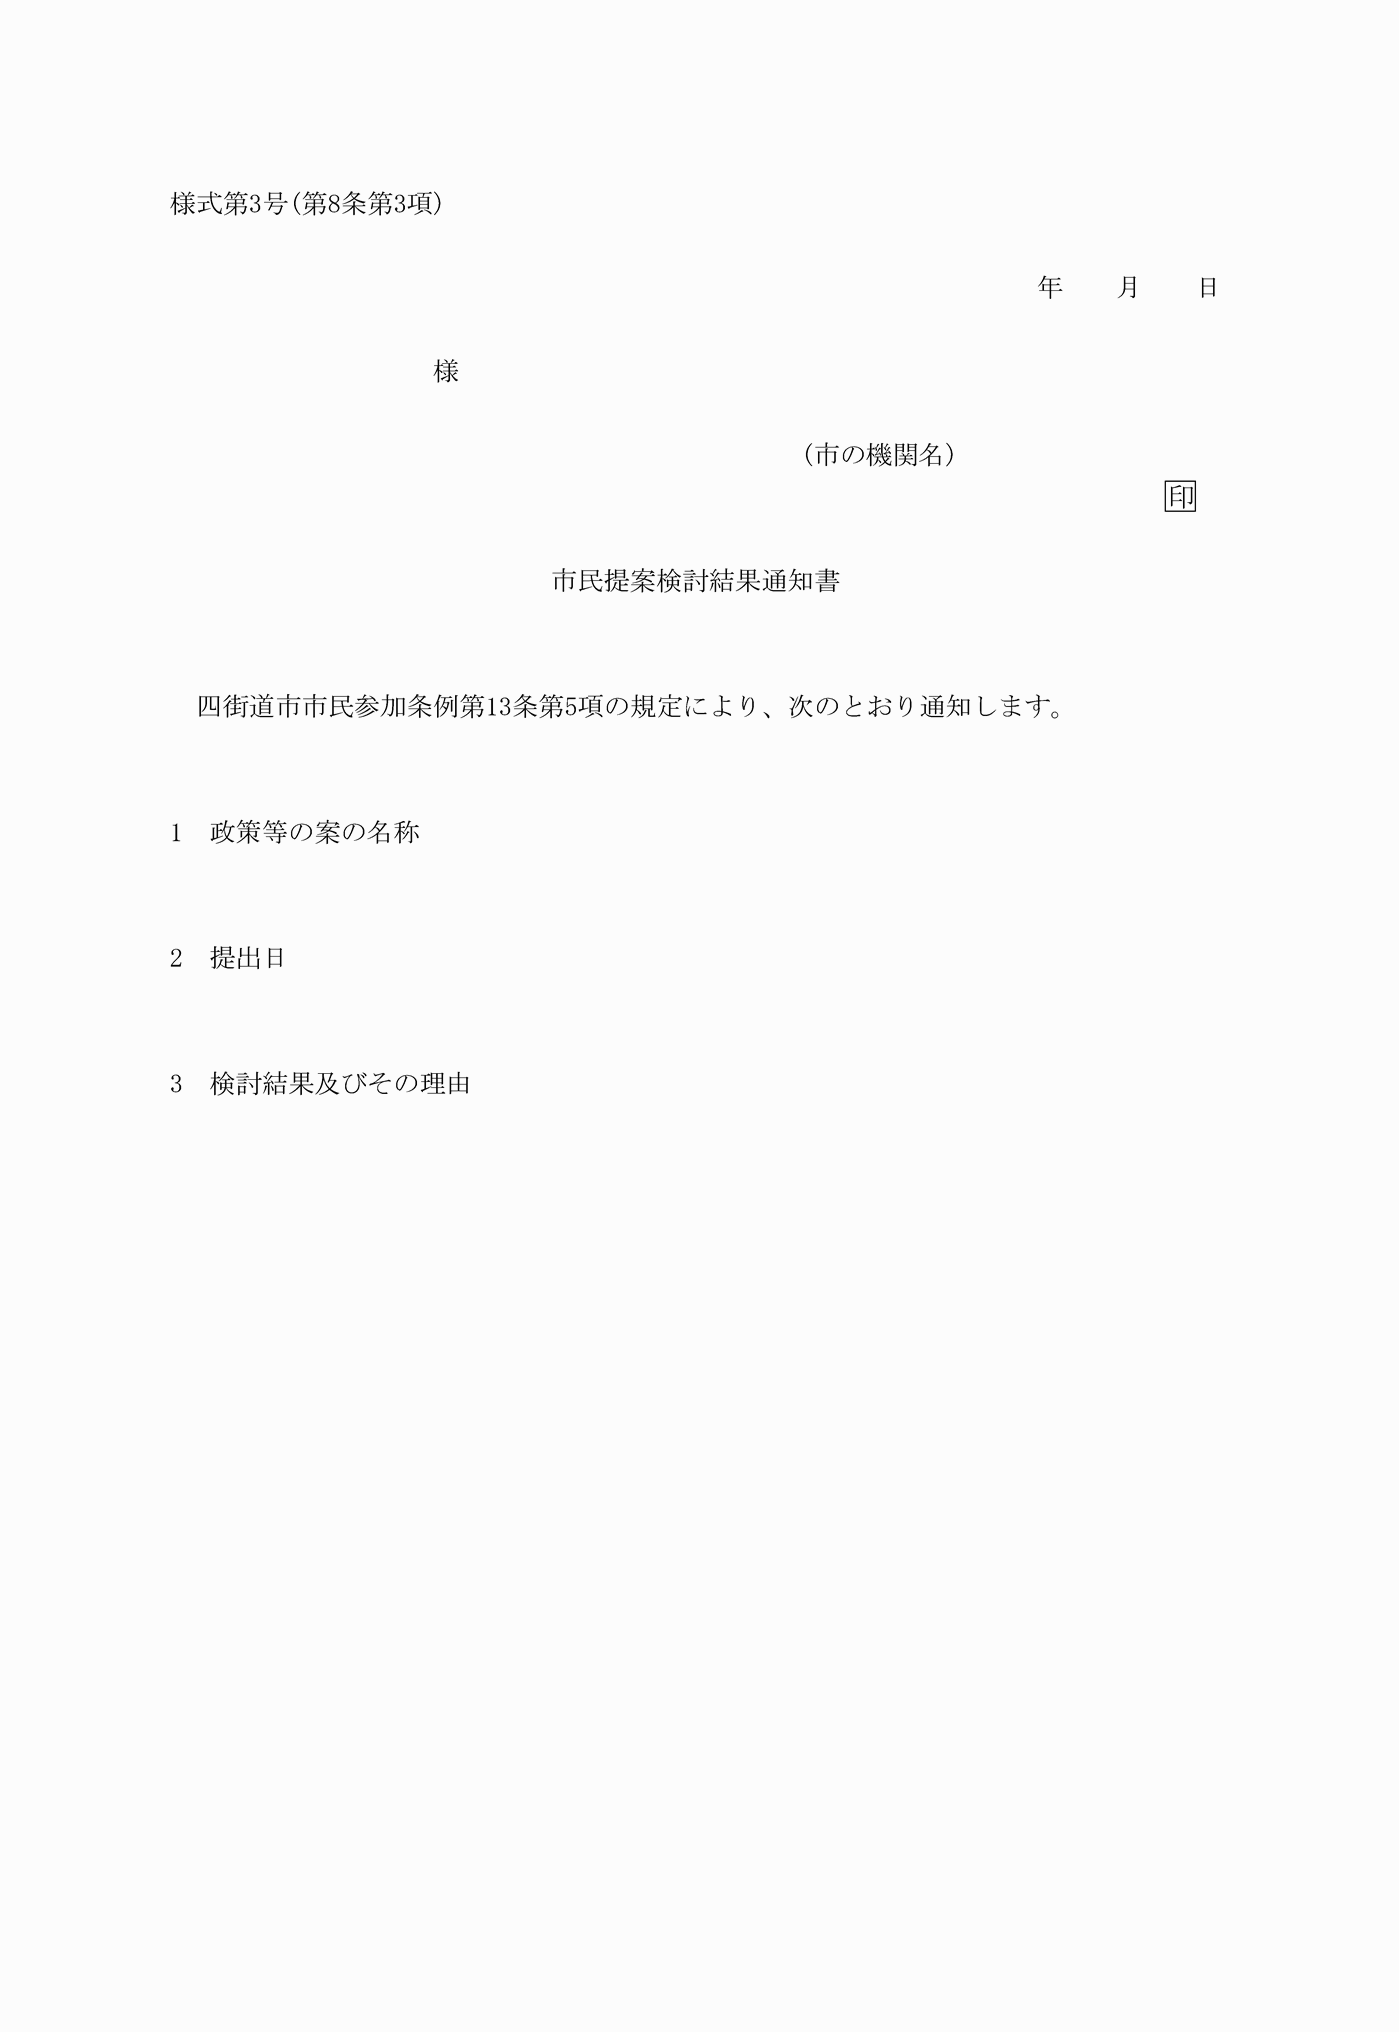 様式第3号(第8条第3項)
年　　月　　日
様
(市の機関名)
印
市民提案検討結果通知書
四街道市市民参加条例第13条第5項の規定により、次のとおり通知します。
1　政策等の案の名称
2　提出日
3　検討結果及びその理由